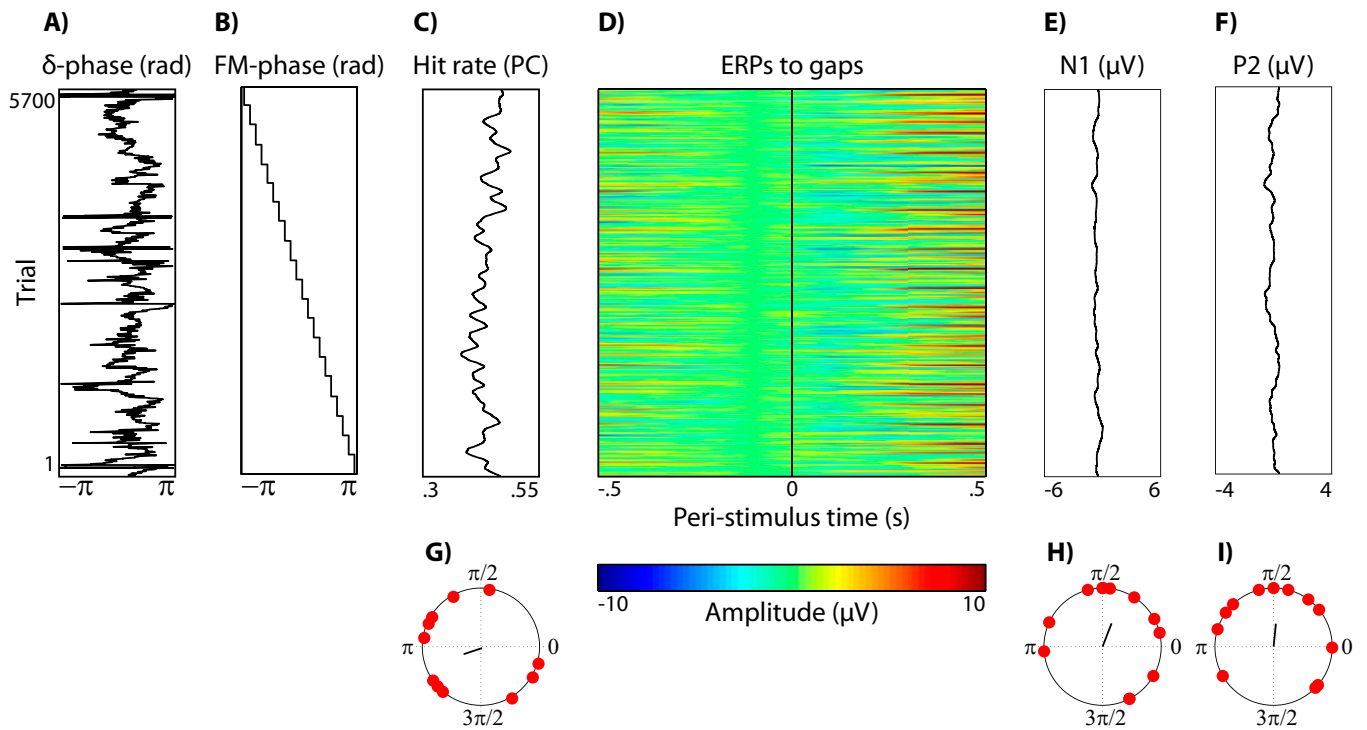 A) B) C) D) E) F)
δ-phase (rad) FM-phase (rad) Hit rate (PC) ERPs to gaps N1 (µV) P2 (µV)
5700
Trial
1
−π π −π π .3 .55 -.5 0 .5 -6 6 -4 4
Peri-stimulus time (s)
G) H) I)
π/2 π/2 π/2
-10 10
Amplitude (µV)
π 0 π 0 π 0
3π/2 3π/2 3π/2